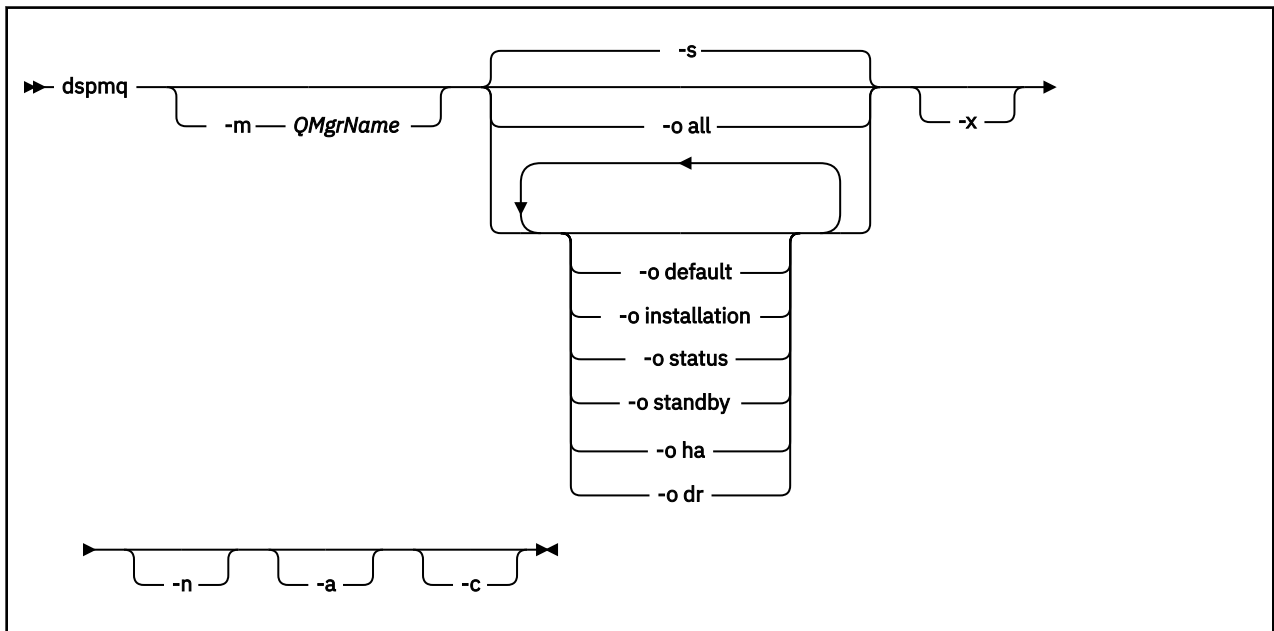 -s
dspmq
-m QMgrName
-o all
-x
-o default
-o installation
-o status
-o standby
-o ha
-o dr
-n -a -c